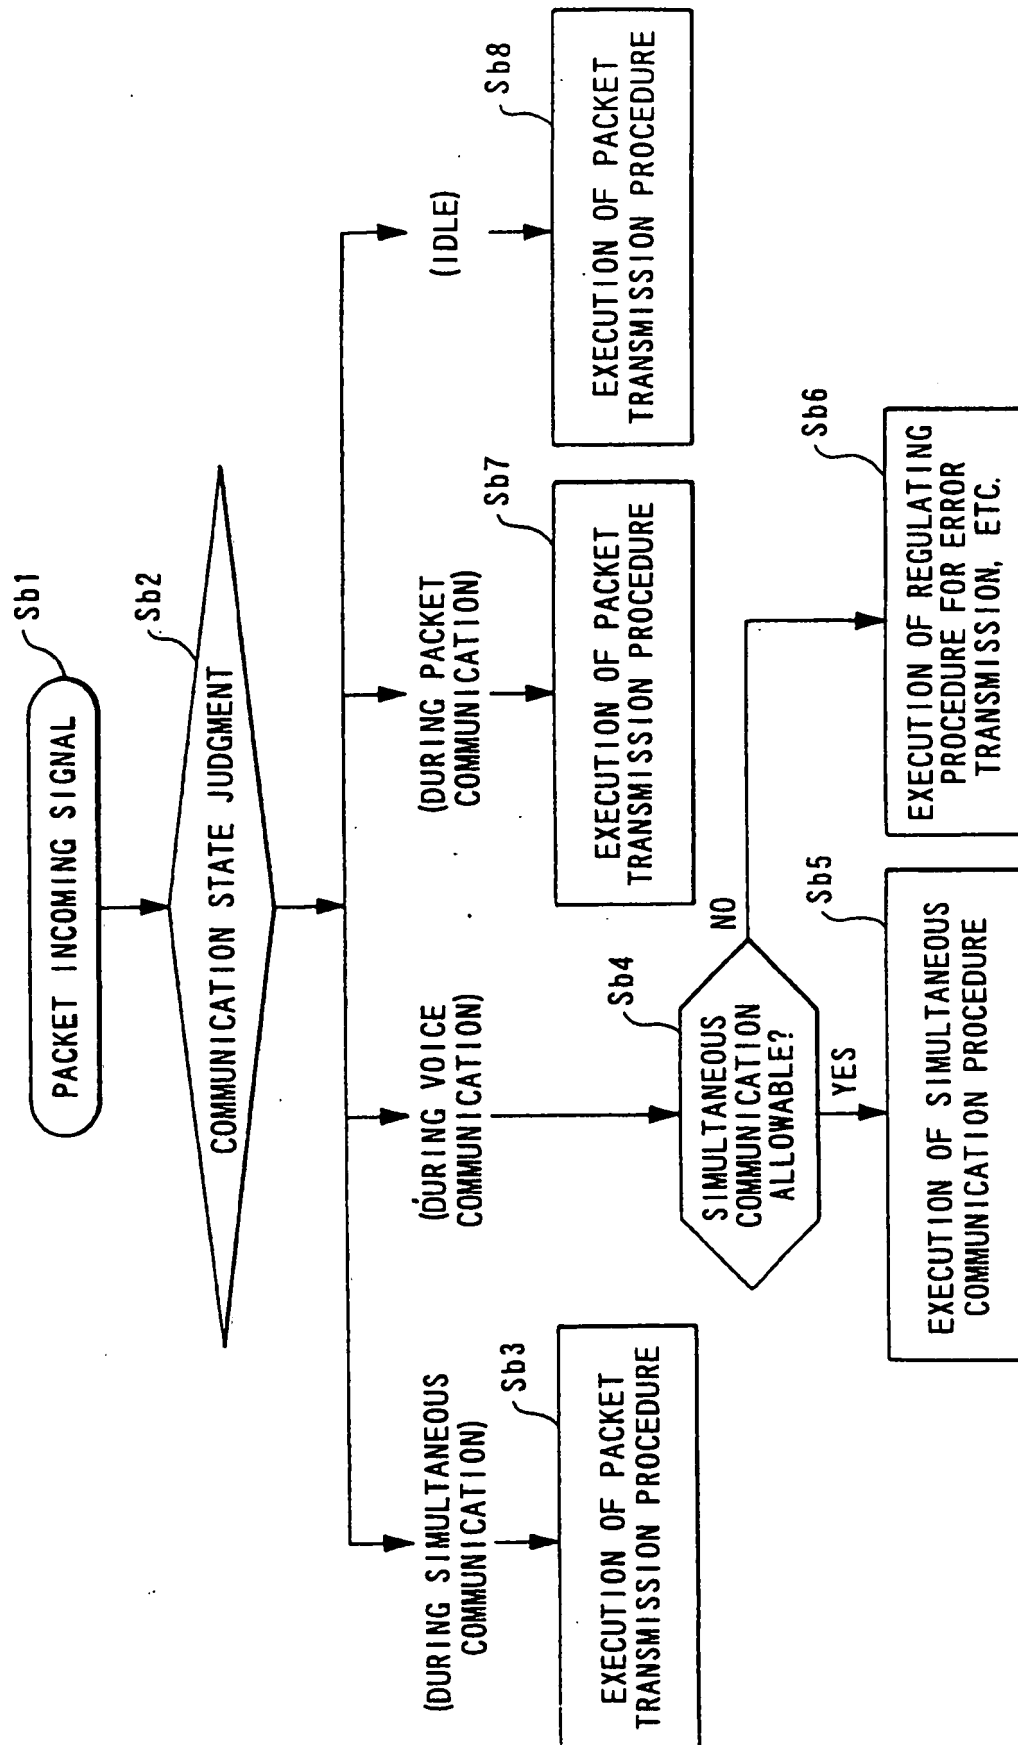 Sb1
PACKET INCOMING SIGNAL
Sb2
COMMUNICATION STATE JUDGMENT
(DURING SIMULTANEOUS
COMMUNICATION)
Sb3
EXECUTION OF PACKET
TRANSMISSION PROCEDURE
(DURING VOICE
COMMUNICATION)
Sb4
SIMULTANEOUS
COMMUNICATION
ALLOWABLE?
NO
YES
Sb5
EXECUTION OF SIMULTANEOUS
COMMUNICATION PROCEDURE
Sb6
EXECUTION OF REGULATING
PROCEDURE FOR ERROR
TRANSMISSION, ETC.
(DURING PACKET
COMMUNICATION)
Sb7
EXECUTION OF PACKET
TRANSMISSION PROCEDURE
(IDLE)
Sb8
EXECUTION OF PACKET
TRANSMISSION PROCEDURE